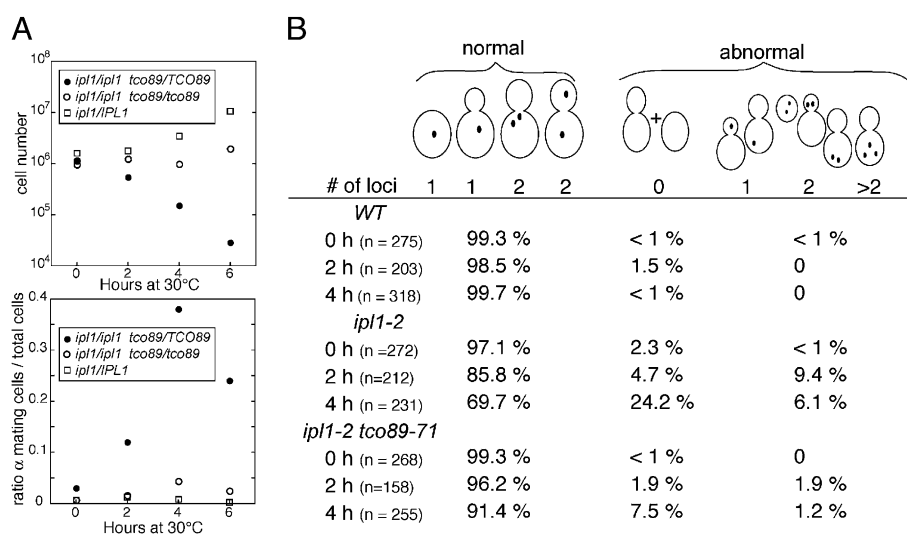 A
10^8
ipl1/ipl1 tco89/TCO89
ipl1/ipl1 tco89/tco89
ipl1/IPL1
10^7
10^6
10^5
10^4
cell number
0 2 4 6
Hours at 30°C
0.4
ipl1/ipl1 tco89/TCO89
ipl1/ipl1 tco89/tco89
ipl1/IPL1
0.3
0.2
0.1
0
ratio α mating cells / total cells
0 2 4 6
Hours at 30°C
B
normal abnormal
+
# of loci 1 1 2 2 0 1 2 >2
WT
0 h (n = 275) 99.3 % < 1 % < 1 %
2 h (n = 203) 98.5 % 1.5 % 0
4 h (n = 318) 99.7 % < 1 % 0
ipl1-2
0 h (n =272) 97.1 % 2.3 % < 1 %
2 h (n=212) 85.8 % 4.7 % 9.4 %
4 h (n = 231) 69.7 % 24.2 % 6.1 %
ipl1-2 tco89-71
0 h (n = 268) 99.3 % < 1 % 0
2 h (n=158) 96.2 % 1.9 % 1.9 %
4 h (n = 255) 91.4 % 7.5 % 1.2 %